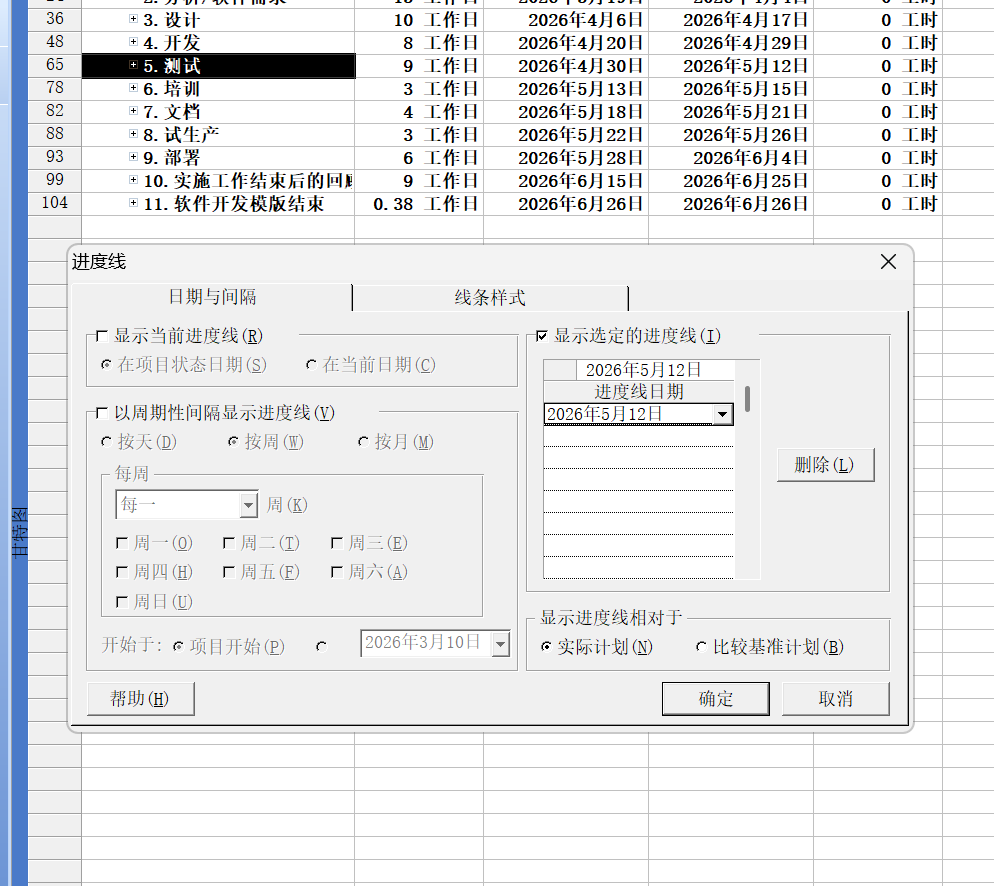 36 3. 设计 10 工作日 2026年4月6日 2026年4月17日 0 工时
48 4. 开发 8 工作日 2026年4月20日 2026年4月29日 0 工时
65 5. 测试 9 工作日 2026年4月30日 2026年5月12日 0 工时
78 6. 培训 3 工作日 2026年5月13日 2026年5月15日 0 工时
82 7. 文档 4 工作日 2026年5月18日 2026年5月21日 0 工时
88 8. 试生产 3 工作日 2026年5月22日 2026年5月26日 0 工时
93 9. 部署 6 工作日 2026年5月28日 2026年6月4日 0 工时
99 10. 实施工作结束后的回顾 9 工作日 2026年6月15日 2026年6月25日 0 工时
104 11. 软件开发模版结束 0.38 工作日 2026年6月26日 2026年6月26日 0 工时
甘特图
进度线
日期与间隔 线条样式
显示当前进度线(R)
在项目状态日期(S) 在当前日期(C)
以周期性间隔显示进度线(V)
按天(D) 按周(W) 按月(M)
每周
每一 周(K)
周一(O) 周二(T) 周三(E)
周四(H) 周五(F) 周六(A)
周日(U)
开始于: 项目开始(P) 2026年3月10日
显示选定的进度线(I)
2026年5月12日
进度线日期
2026年5月12日
删除(L)
显示进度线相对于
实际计划(N) 比较基准计划(B)
帮助(H) 确定 取消